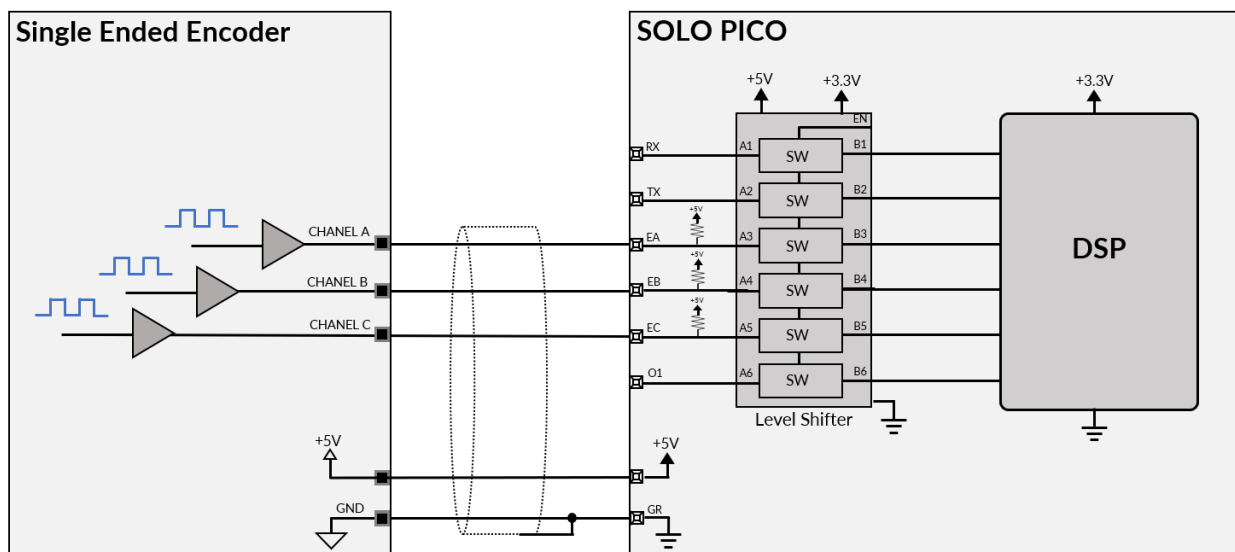 Single Ended Encoder
SOLO PICO
+5V
+3.3V
+3.3V
EN
RX
A1
SW
B1
TX
A2
SW
B2
+5V
CHANEL A
EA
A3
SW
B3
DSP
+5V
CHANEL B
EB
A4
SW
B4
+5V
CHANEL C
EC
A5
SW
B5
O1
A6
SW
B6
Level Shifter
+5V
+5V
GND
GR